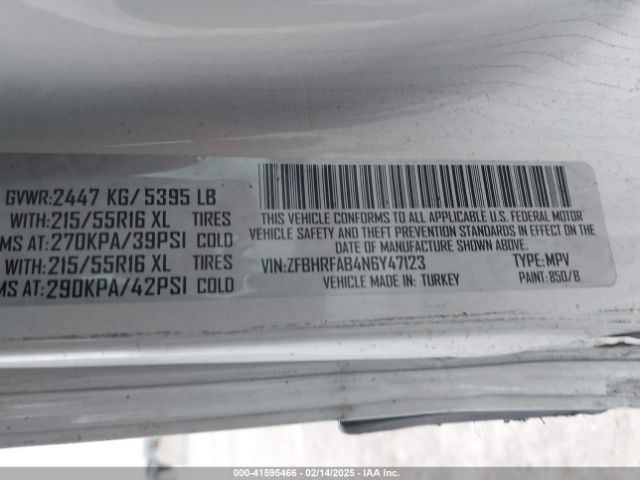 GVWR:2447 KG/ 5395 LB
WITH:215/55R16 XL TIRES
MS AT:270KPA/39PSI COLD
WITH:215/55R16 XL TIRES
MS AT:290KPA/42PSI COLD
THIS VEHICLE CONFORMS TO ALL APPLICABLE U.S. FEDERAL MOTOR
VEHICLE SAFETY AND THEFT PREVENTION STANDARDS IN EFFECT ON
THE DATE OF MANUFACTURE SHOWN ABOVE.
VIN:ZFBHRFAB4N6Y47123 TYPE:MPV
VEHICLE MADE IN: TURKEY PAINT: 850/B
000-41595466 - 02/14/2025 - IAAI.COM